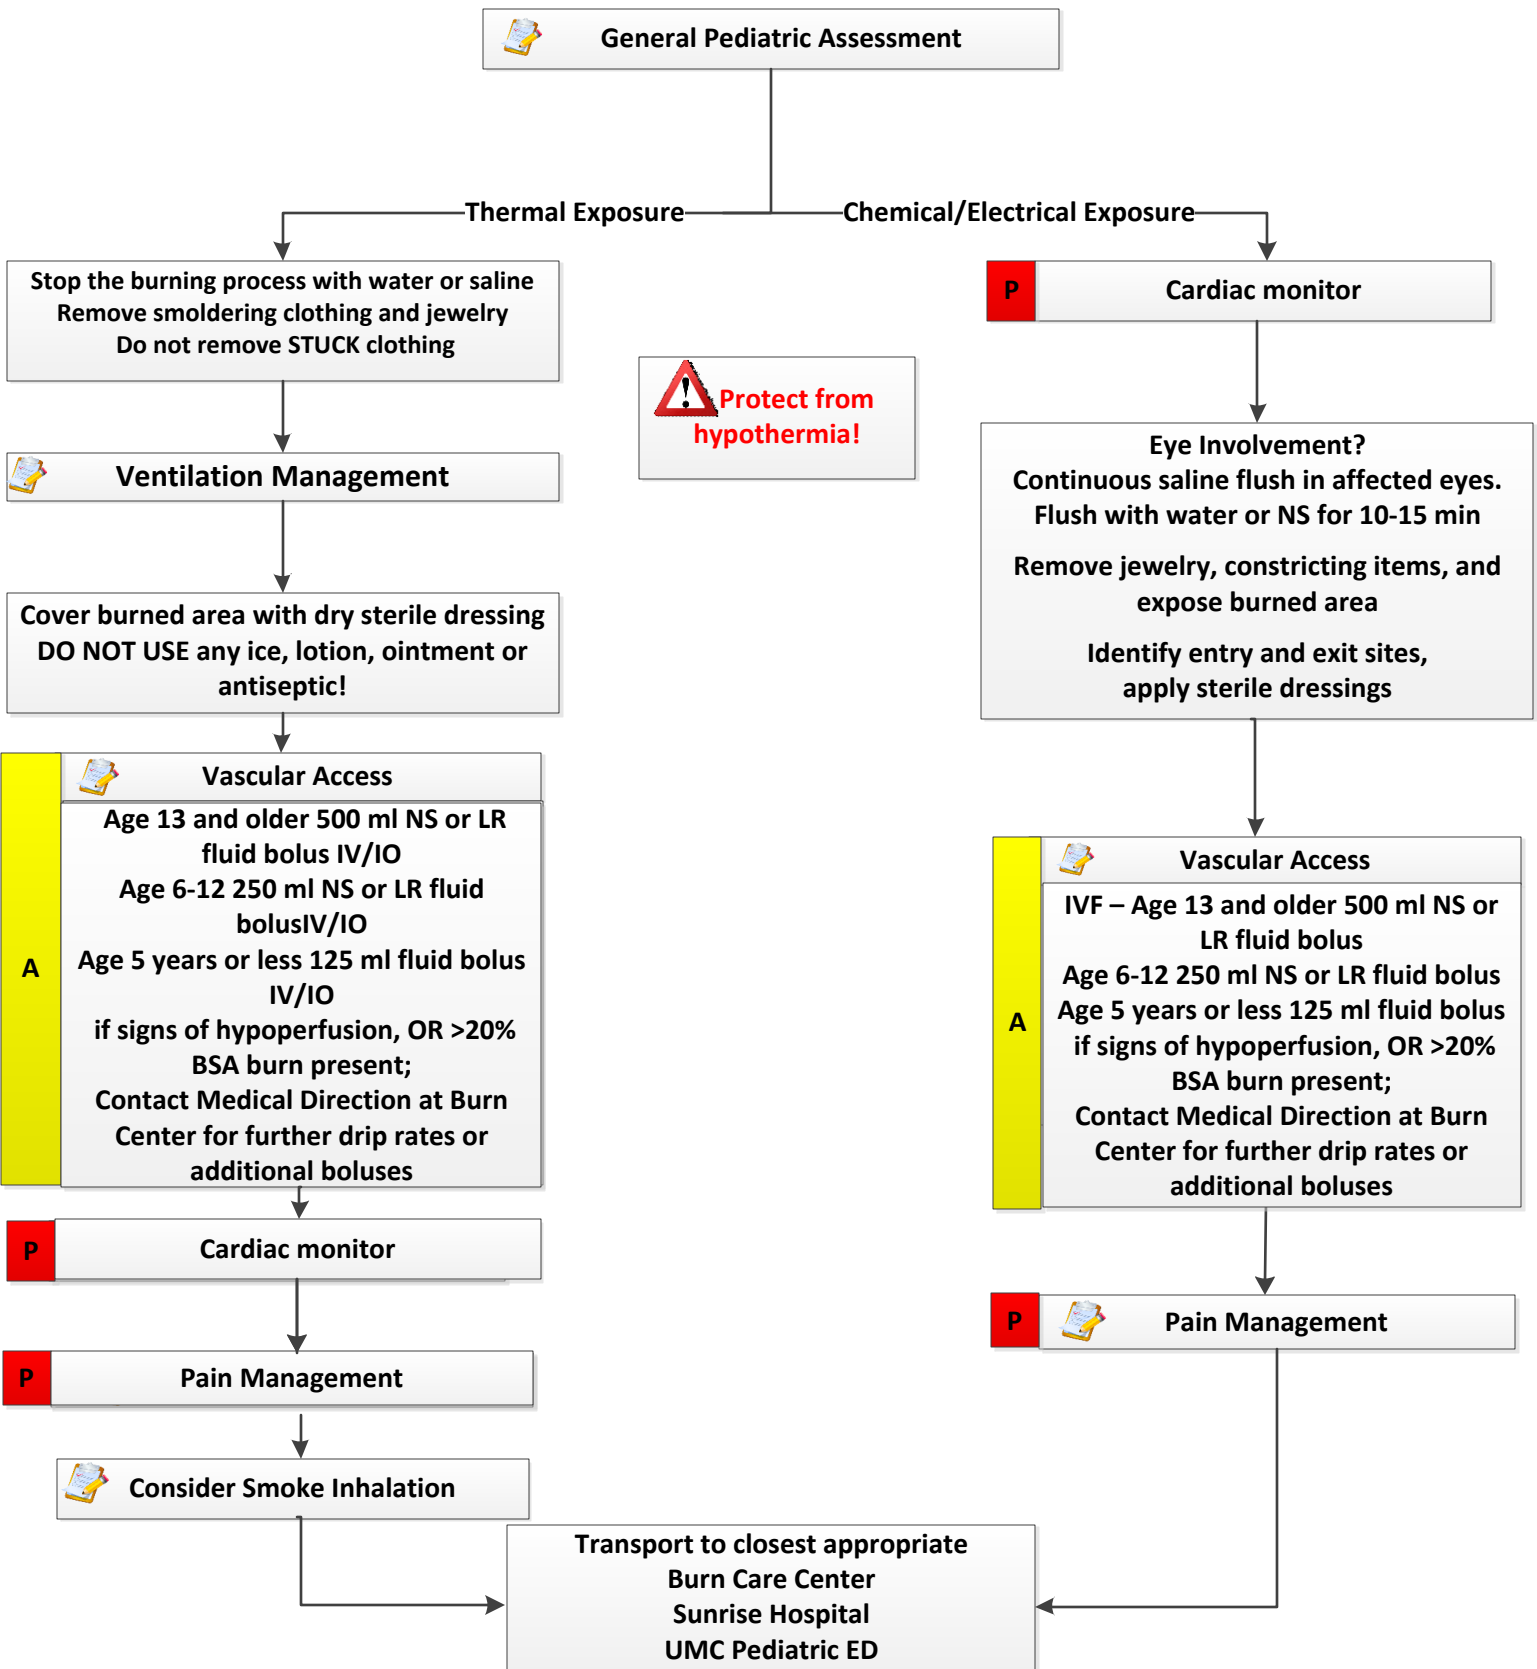 General Pediatric Assessment
Thermal Exposure
Chemical/Electrical Exposure
Stop the burning process with water or saline
Remove smoldering clothing and jewelry
Do not remove STUCK clothing
Ventilation Management
Cover burned area with dry sterile dressing
DO NOT USE any ice, lotion, ointment or
antiseptic!
A
Vascular Access
Age 13 and older 500 ml NS or LR
fluid bolus IV/IO
Age 6-12 250 ml NS or LR fluid
bolusIV/IO
Age 5 years or less 125 ml fluid bolus
IV/IO
if signs of hypoperfusion, OR >20%
BSA burn present;
Contact Medical Direction at Burn
Center for further drip rates or
additional boluses
P
Cardiac monitor
P
Pain Management
Consider Smoke Inhalation
Protect from
hypothermia!
P
Cardiac monitor
Eye Involvement?
Continuous saline flush in affected eyes.
Flush with water or NS for 10-15 min
Remove jewelry, constricting items, and
expose burned area
Identify entry and exit sites,
apply sterile dressings
A
Vascular Access
IVF – Age 13 and older 500 ml NS or
LR fluid bolus
Age 6-12 250 ml NS or LR fluid bolus
Age 5 years or less 125 ml fluid bolus
if signs of hypoperfusion, OR >20%
BSA burn present;
Contact Medical Direction at Burn
Center for further drip rates or
additional boluses
P
Pain Management
Transport to closest appropriate
Burn Care Center
Sunrise Hospital
UMC Pediatric ED